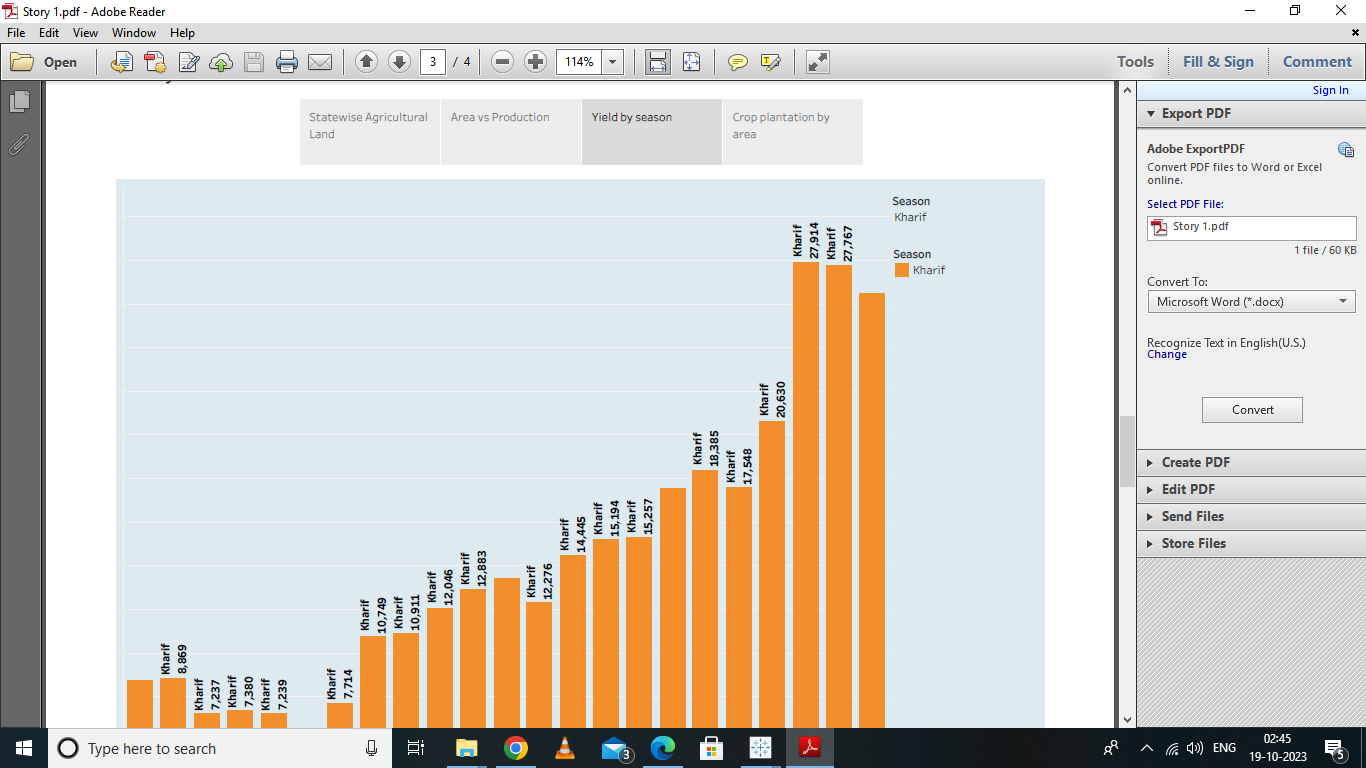 Story 1.pdf - Adobe Reader
File Edit View Window Help
Open
3 / 4
114%
Tools Fill & Sign Comment
Statewise Agricultural
Land
Area vs Production
Yield by season
Crop plantation by
area
Season
Kharif
Season
Kharif
Kharif
8,869
Kharif
7,237
Kharif
7,380
Kharif
7,239
Kharif
7,714
Kharif
10,749
Kharif
10,911
Kharif
12,046
Kharif
12,883
Kharif
12,276
Kharif
14,445
Kharif
15,194
Kharif
15,257
Kharif
18,385
Kharif
17,548
Kharif
20,630
Kharif
27,914
Kharif
27,767
Sign In
Export PDF
Adobe ExportPDF
Convert PDF files to Word or Excel
online.
Select PDF File:
Story 1.pdf
1 file / 60 KB
Convert To:
Microsoft Word (*.docx)
Recognize Text in English(U.S.)
Change
Convert
Create PDF
Edit PDF
Send Files
Store Files
Type here to search
3
ENG
02:45
19-10-2023
5